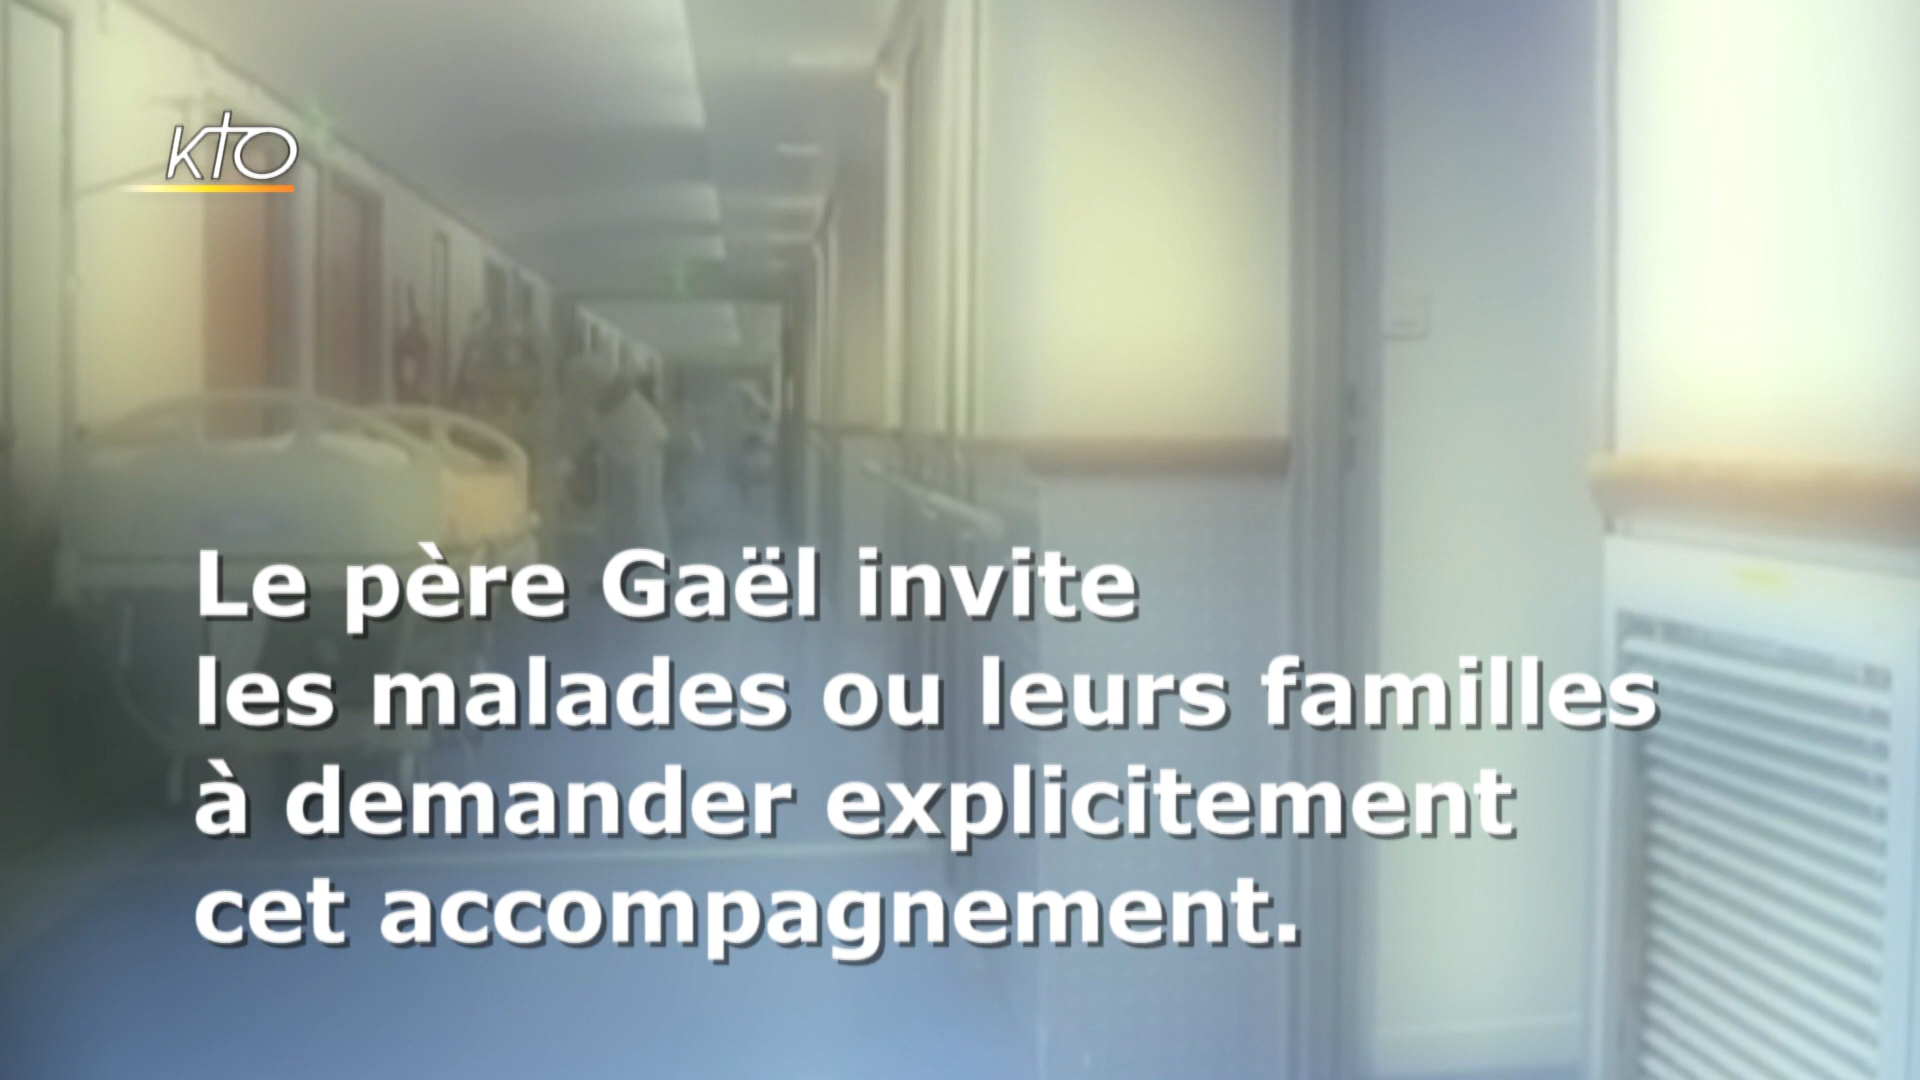 KTO
Le père Gaël invite
les malades ou leurs familles
à demander explicitement
cet accompagnement.